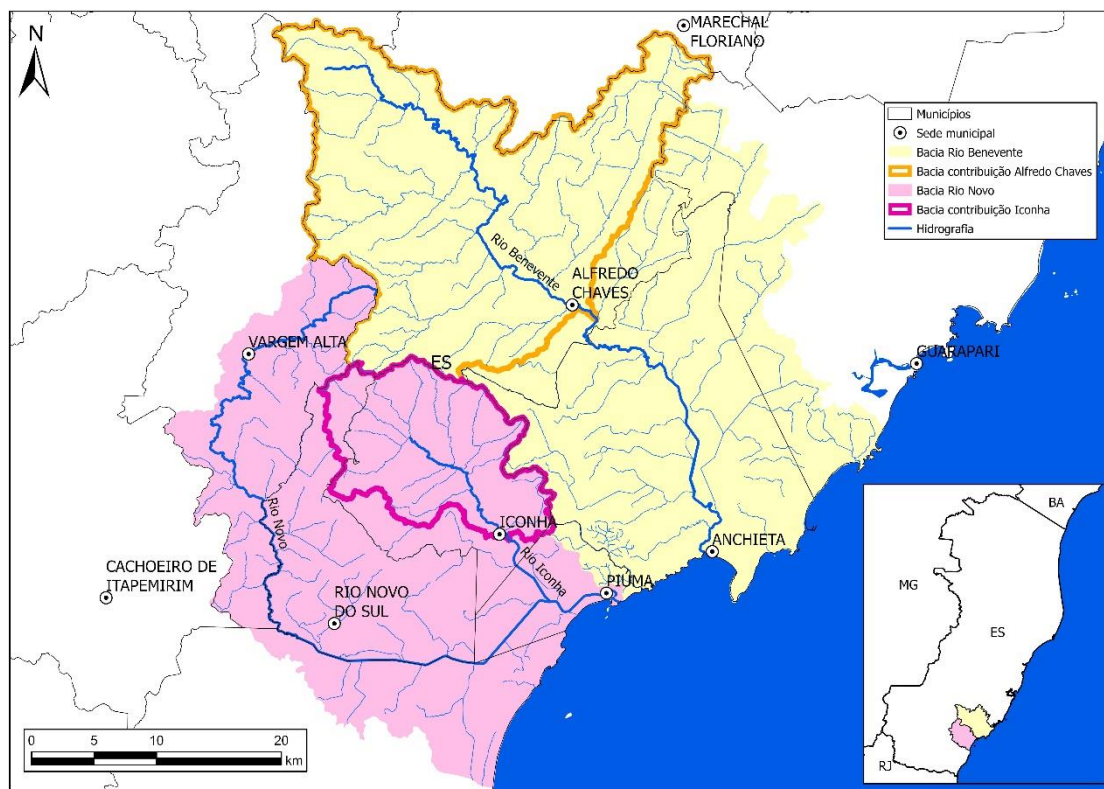 N
MARECHAL
FLORIANO
Municípios
Sede municipal
Bacia Rio Benevente
Bacia contribuição Alfredo Chaves
Bacia Rio Novo
Bacia contribuição Iconha
Hidrografia
Rio Benevente
ALFREDO
CHAVES
VARGEM ALTA
ES
GUARAPARI
Rio Novo
ICONHA
Rio Iconha
ANCHIETA
CACHOEIRO DE
ITAPEMIRIM
RIO NOVO
DO SUL
PIUMA
0 5 10 20
km
BA
MG
ES
RJ